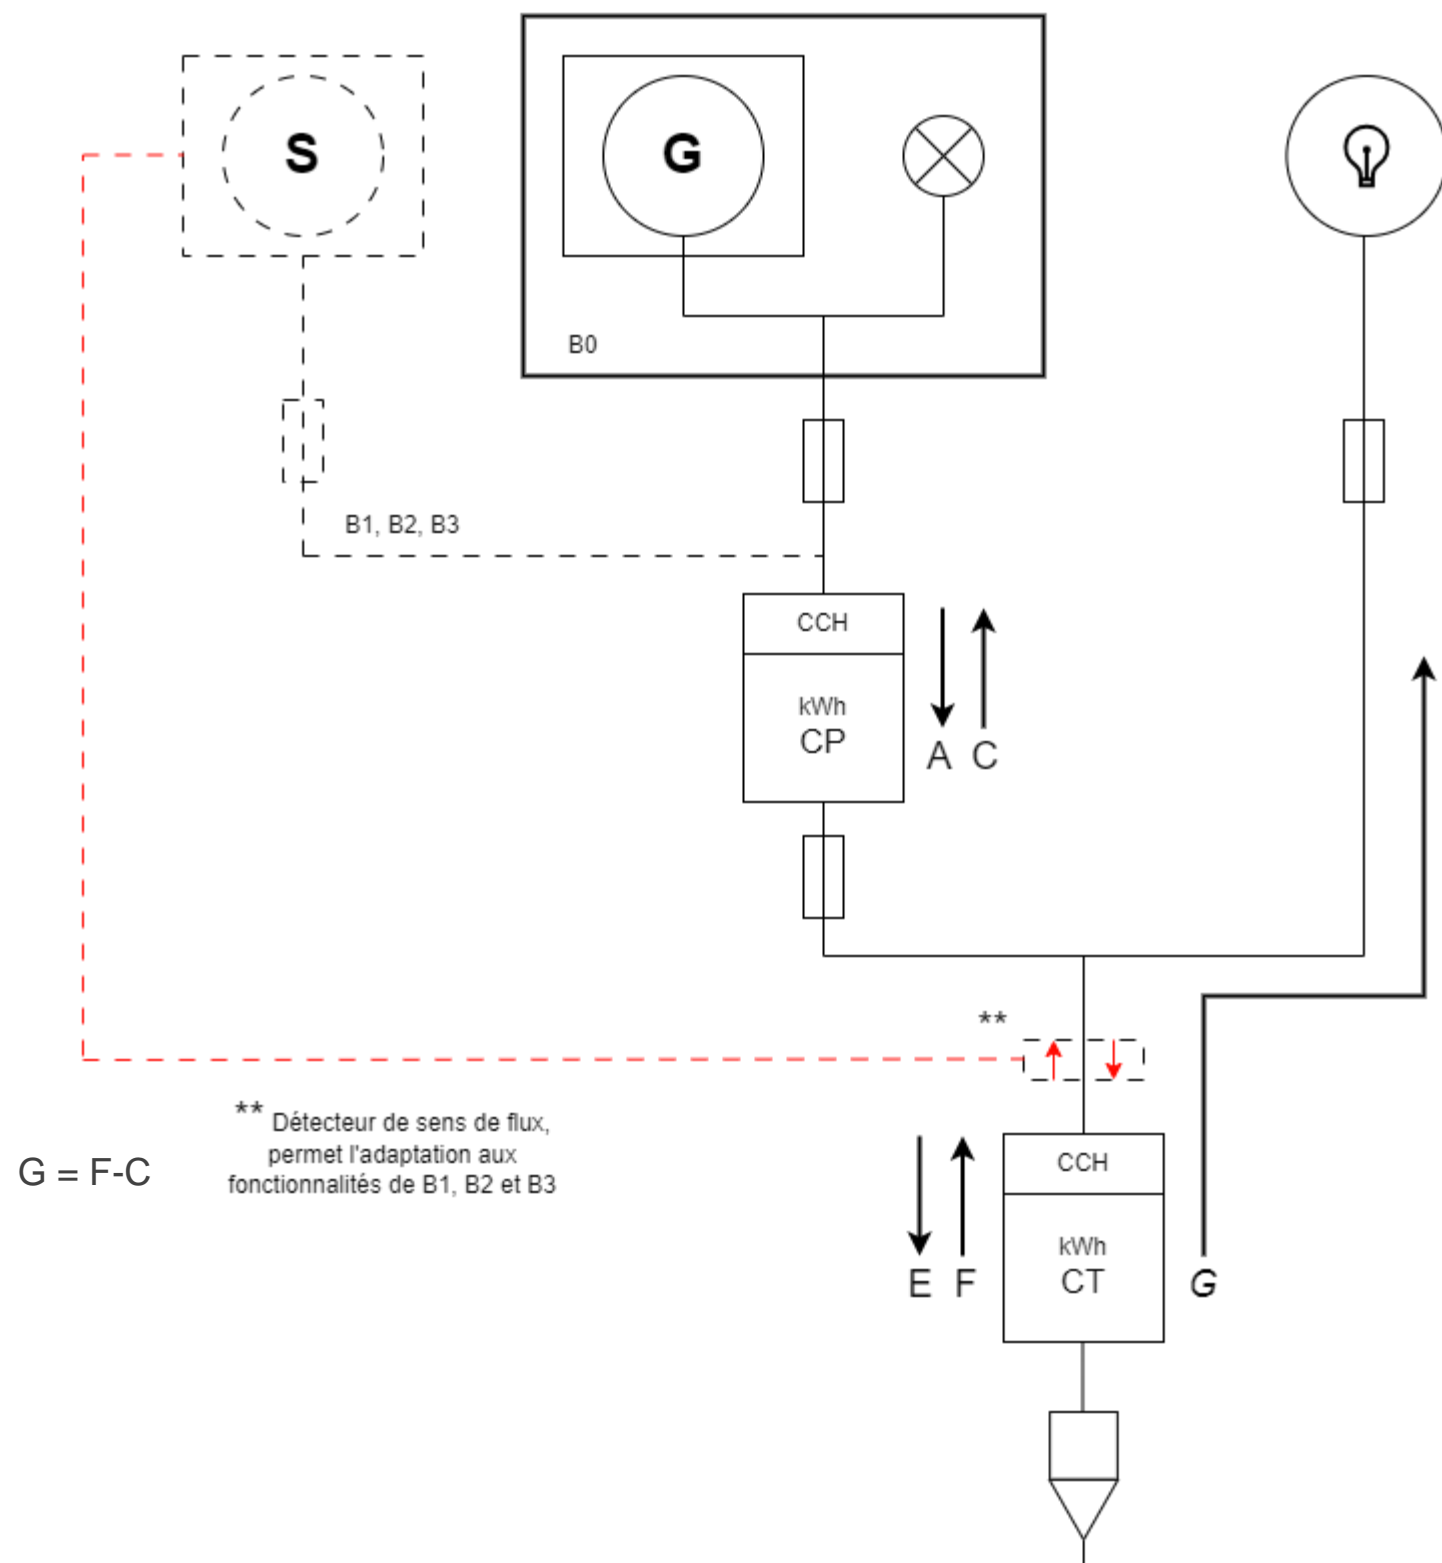 S
G
B0
B1, B2, B3
CCH
kWh
CP
A C
**
** Détecteur de sens de flux,
permet l'adaptation aux
fonctionnalités de B1, B2 et B3
G = F-C
CCH
kWh
CT
E F
G